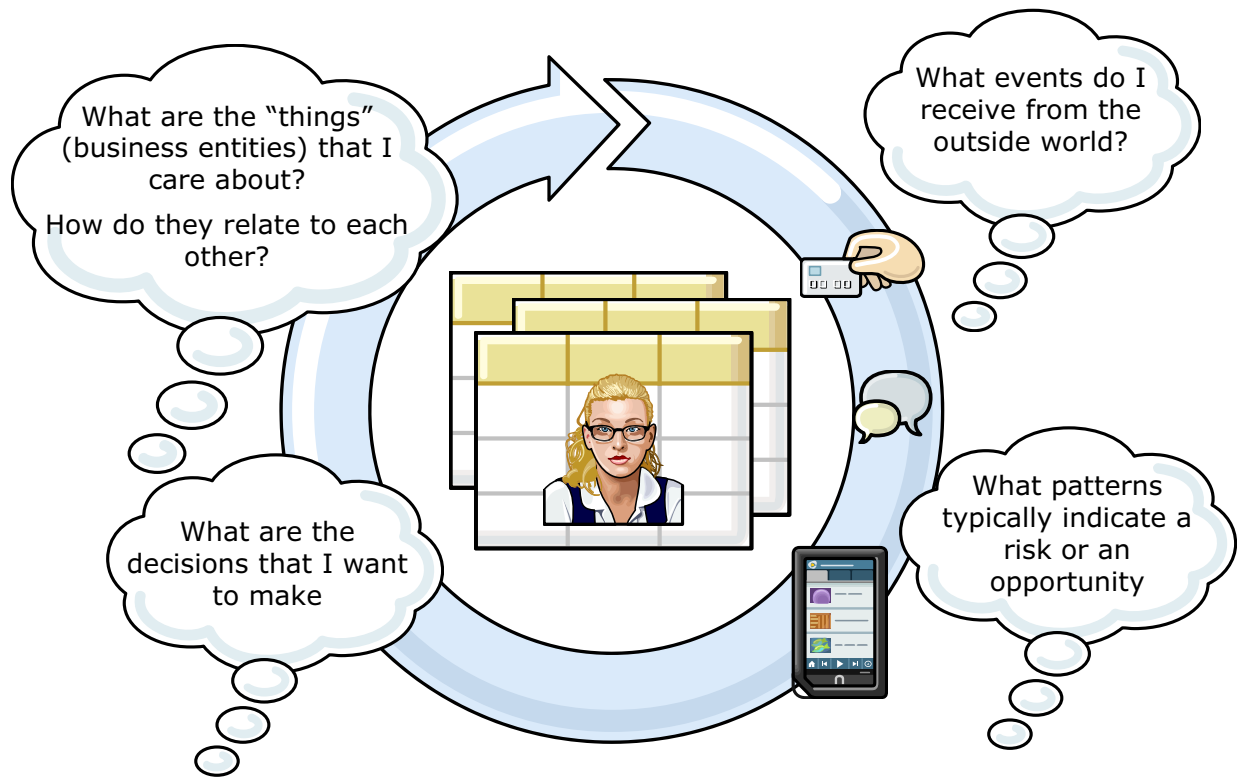 What are the “things”
(business entities) that I
care about?
How do they relate to each
other?
What events do I
receive from the
outside world?
What are the
decisions that I want
to make
What patterns
typically indicate a
risk or an
opportunity